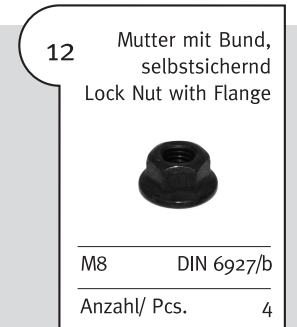 12
Mutter mit Bund,
selbstsichernd
Lock Nut with Flange
M8 DIN 6927/b
Anzahl/ Pcs. 4